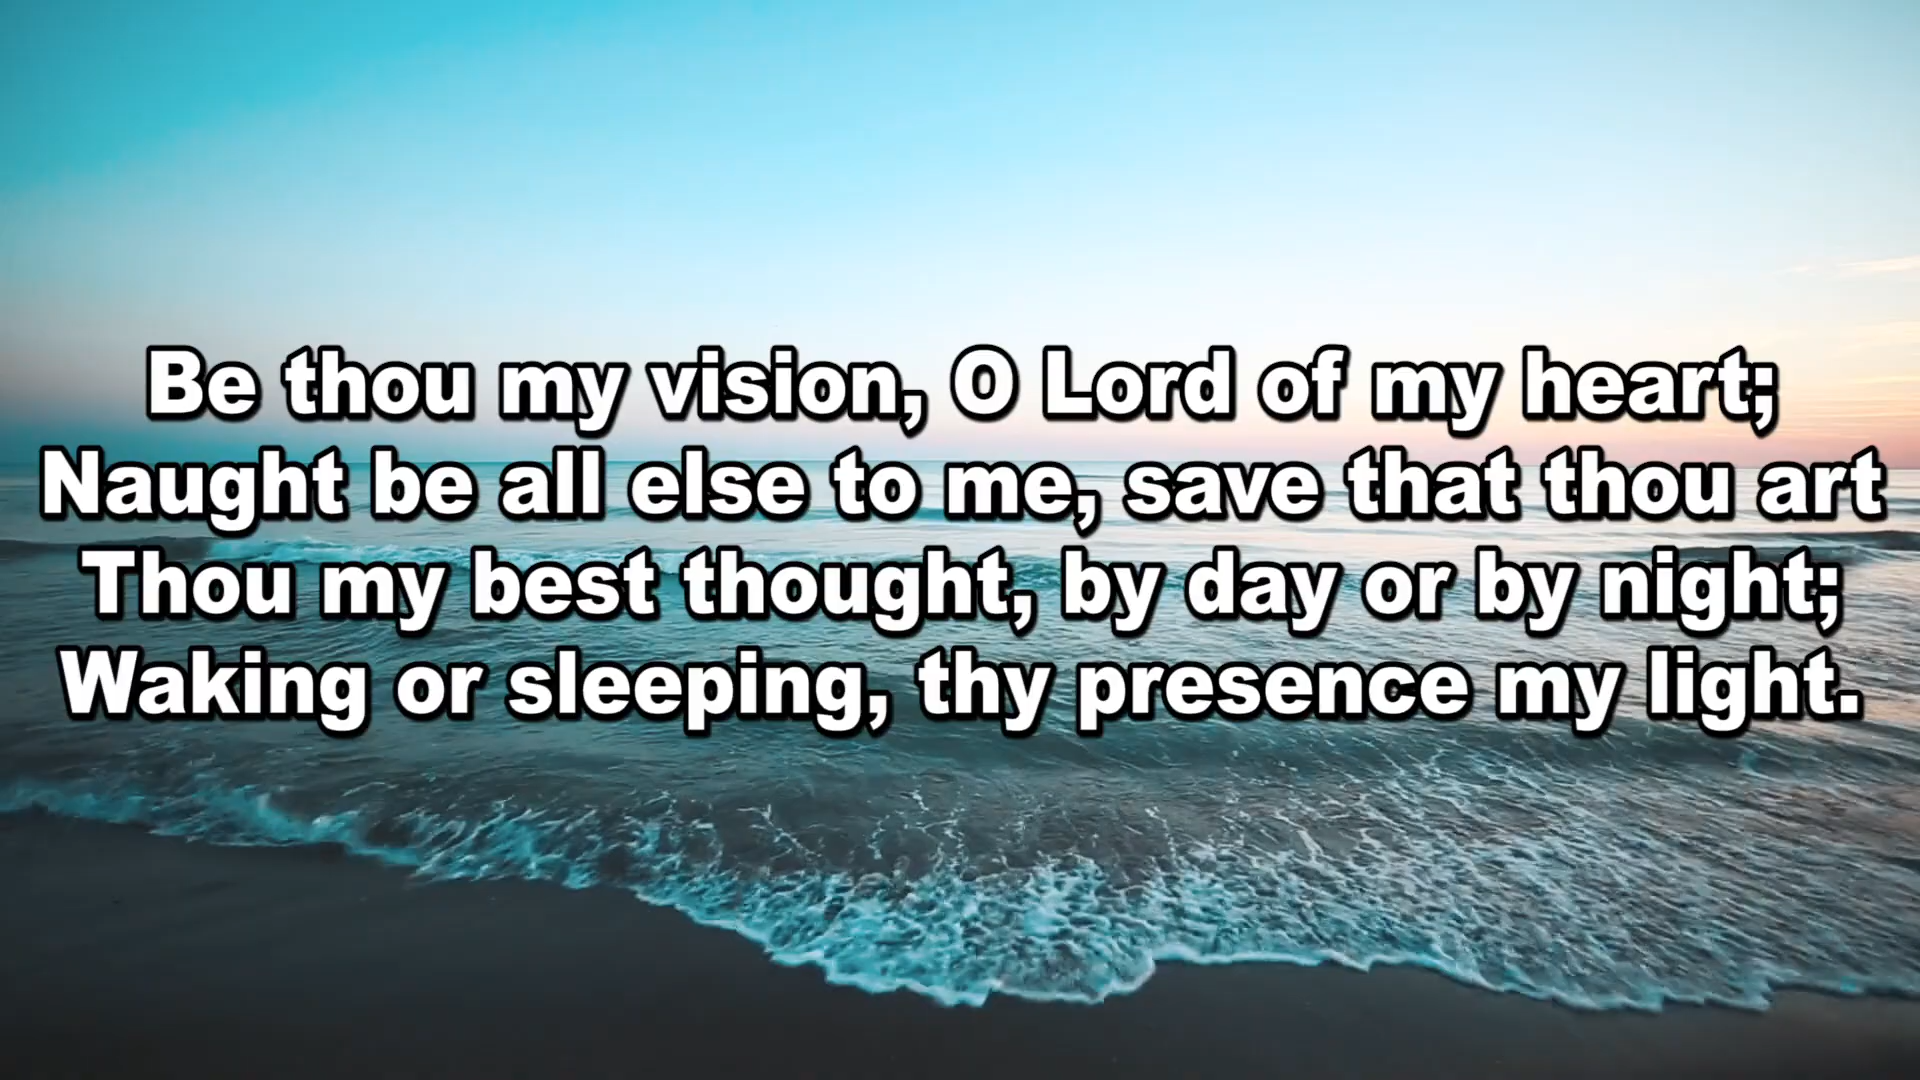 Be thou my vision, O Lord of my heart;
Naught be all else to me, save that thou art
Thou my best thought, by day or by night;
Waking or sleeping, thy presence my light.